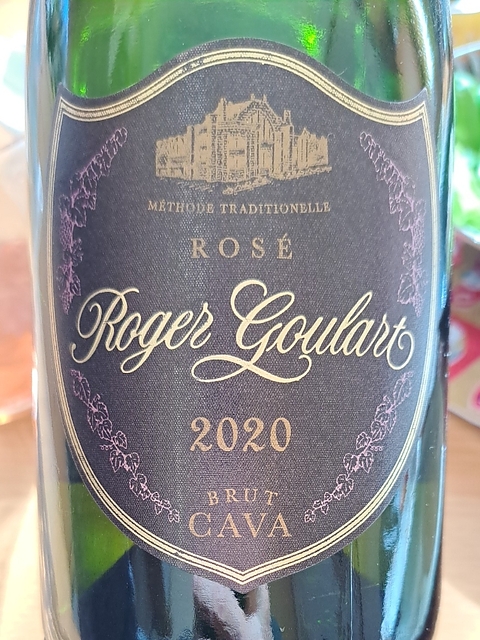 MÉTHODE TRADITIONELLE
ROSÉ
Roger Goulart
2020
BRUT
CAVA